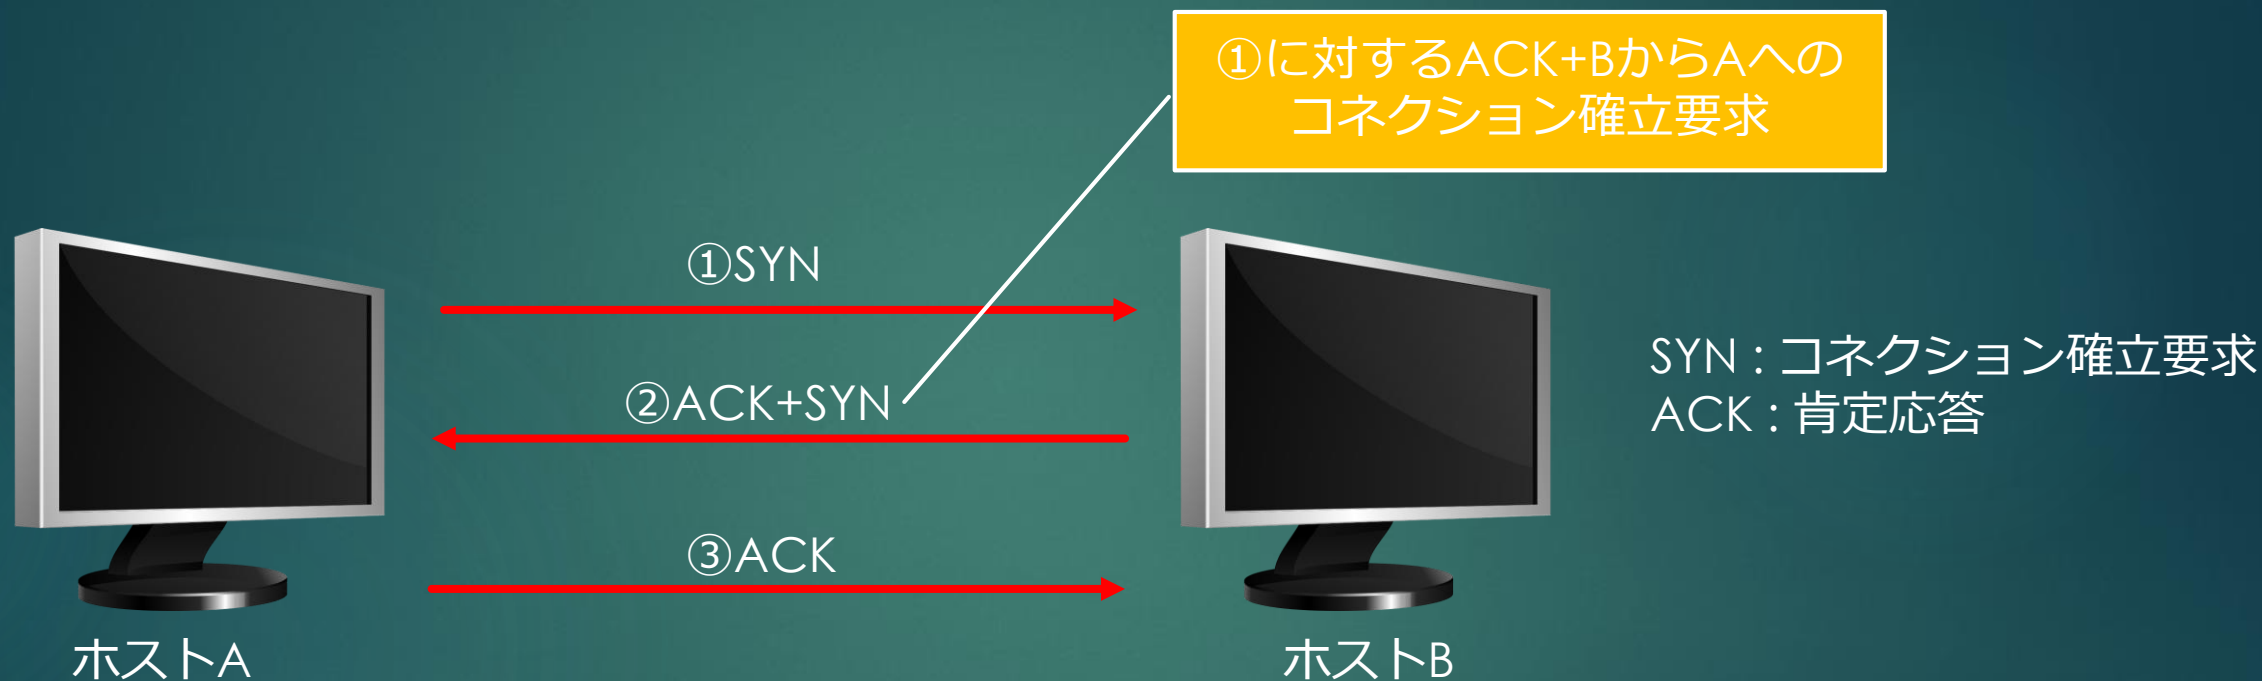 ①に対するACK+BからAへの
コネクション確立要求
①SYN
②ACK+SYN
③ACK
SYN : コネクション確立要求
ACK : 肯定応答
ホストA
ホストB